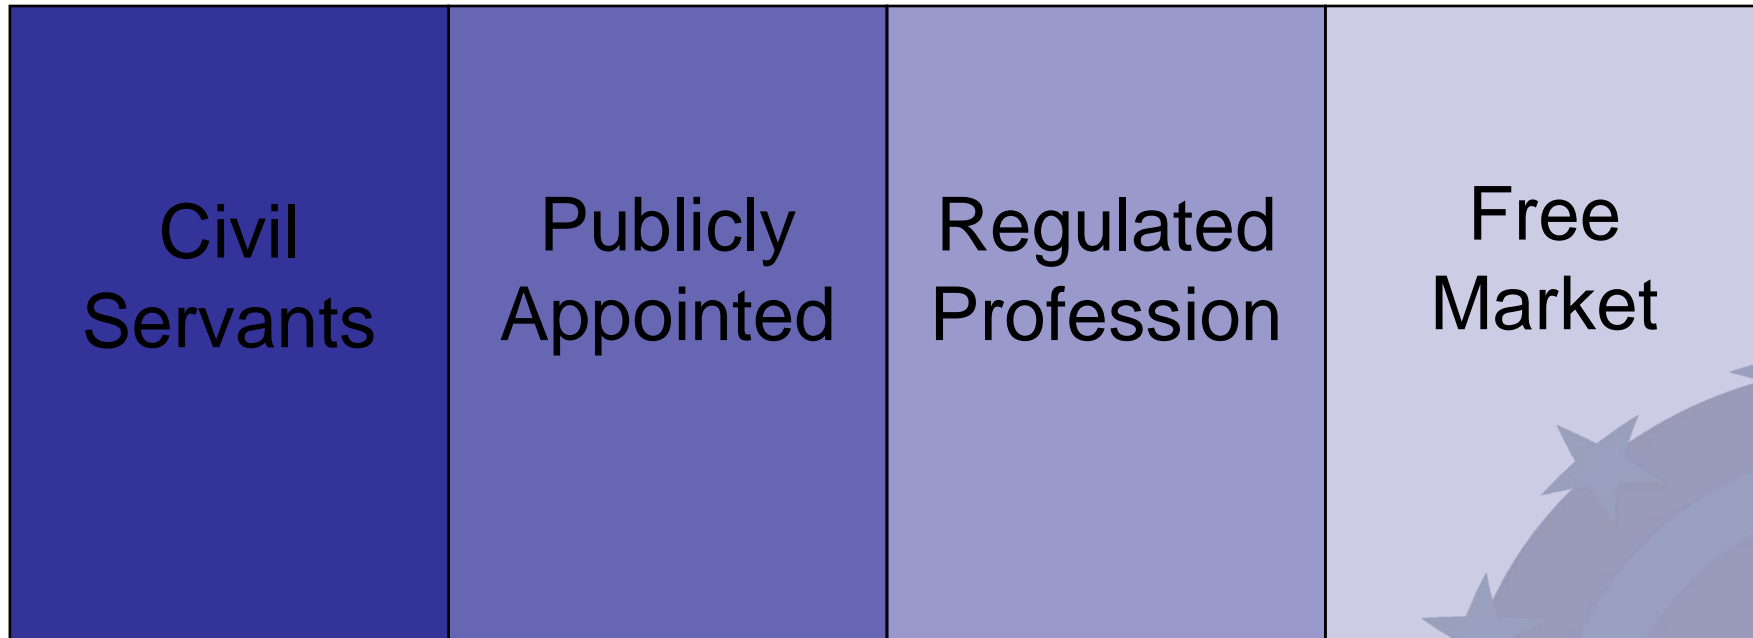 Civil
Servants
Publicly
Appointed
Regulated
Profession
Free
Market